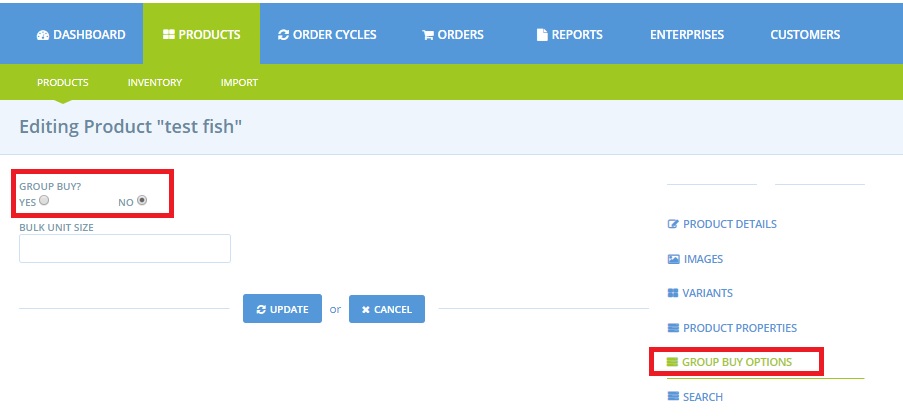 DASHBOARD PRODUCTS ORDER CYCLES ORDERS REPORTS ENTERPRISES CUSTOMERS
PRODUCTS INVENTORY IMPORT
Editing Product "test fish"
GROUP BUY?
YES NO
BULK UNIT SIZE
UPDATE or CANCEL
PRODUCT DETAILS
IMAGES
VARIANTS
PRODUCT PROPERTIES
GROUP BUY OPTIONS
SEARCH